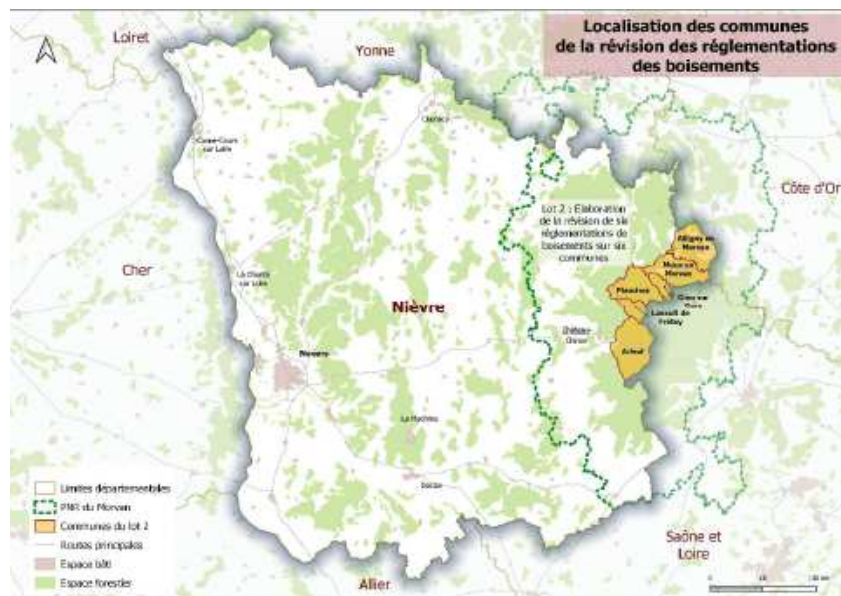 Localisation des communes
de la révision des réglementations
des boisements
Loiret
Yonne
Côte d'Or
Cher
Nièvre
Saône et
Loire
Allier
Cosne-Cours
sur Loire
Clamecy
La Charité
sur Loire
Nevers
La Machine
Decize
Château-
Chinon
Lot 2 : Elaboration
de la révision de six
réglementations de
boisements sur six
communes
Alligny en
Morvan
Moux en
Morvan
Planchez
Gien sur
Cure
Lavault de
Frétoy
Arleuf
Limites départementales
PNR du Morvan
Communes du lot 2
Routes principales
Espace bâti
Espace forestier
0